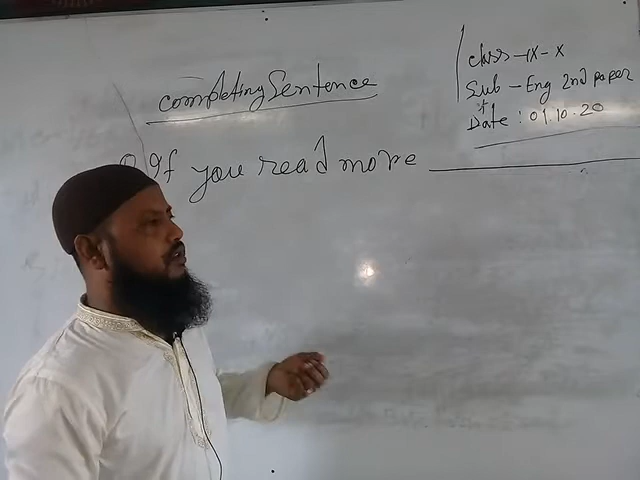 Completing Sentence
Class - IX - X
Sub - Eng 2nd paper
Date : 01.10.20
If you read more